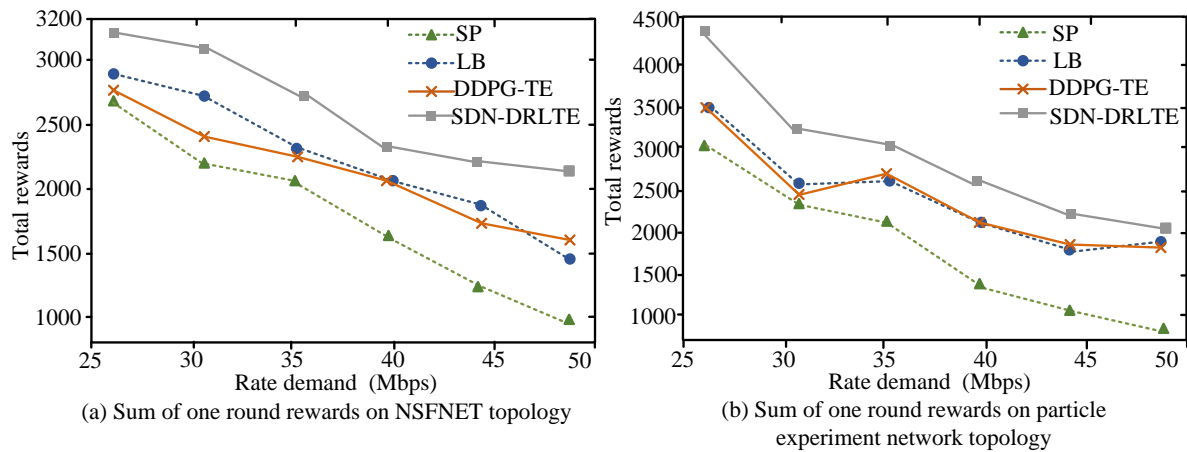 3200
3000
2500
2000
1500
1000
Total rewards
SP
LB
DDPG-TE
SDN-DRLTE
25
30
35
40
45
50
Rate demand (Mbps)
(a) Sum of one round rewards on NSFNET topology
4500
4000
3500
3000
2500
2000
1500
1000
Total rewards
SP
LB
DDPG-TE
SDN-DRLTE
25
30
35
40
45
50
Rate demand (Mbps)
(b) Sum of one round rewards on particle
experiment network topology